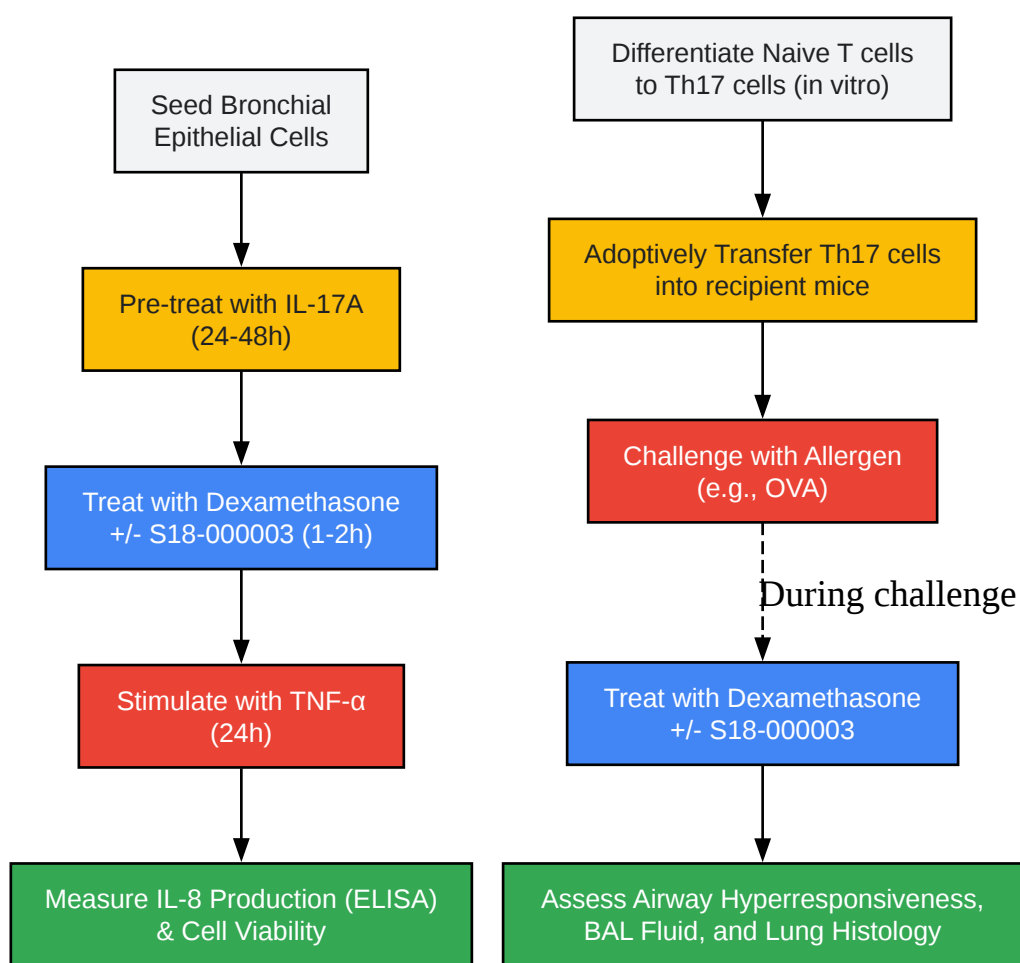 Seed Bronchial
Epithelial Cells
Pre-treat with IL-17A
(24-48h)
Treat with Dexamethasone
+/- S18-000003 (1-2h)
Stimulate with TNF-α
(24h)
Measure IL-8 Production (ELISA)
& Cell Viability
Differentiate Naive T cells
to Th17 cells (in vitro)
Adoptively Transfer Th17 cells
into recipient mice
Challenge with Allergen
(e.g., OVA)
During challenge
Treat with Dexamethasone
+/- S18-000003
Assess Airway Hyperresponsiveness,
BAL Fluid, and Lung Histology